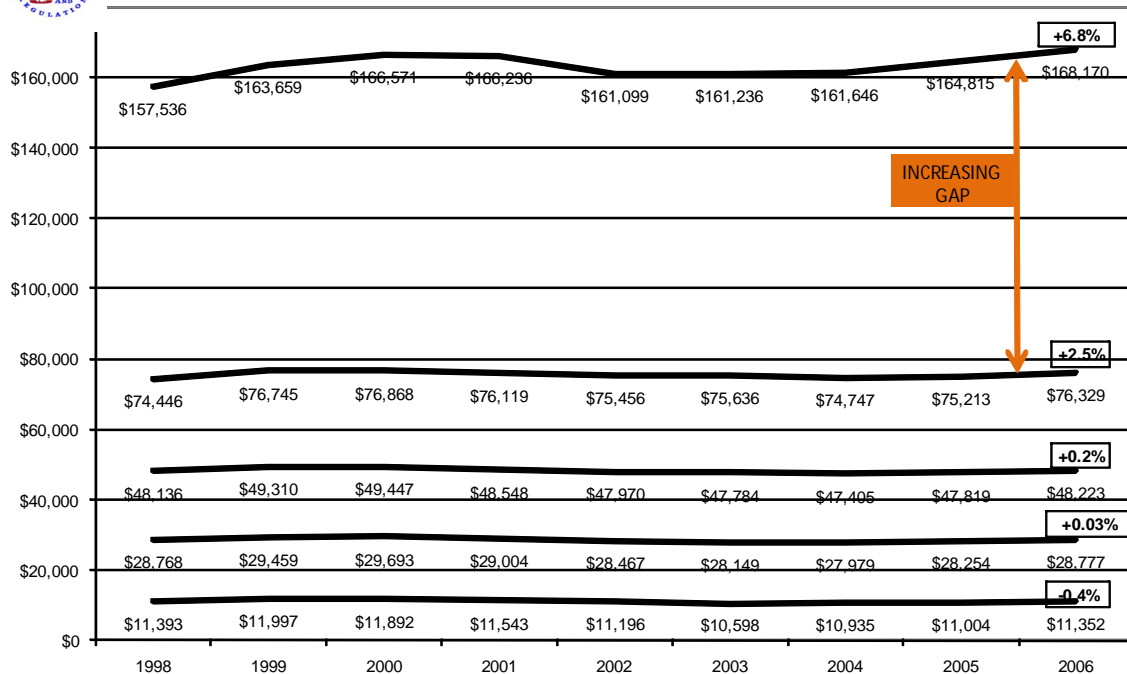 AND
REGULATION
+6.8%
$160,000
$157,536 $163,659 $166,571 $166,236 $161,099 $161,236 $161,646 $164,815 $168,170
$140,000
INCREASING
GAP
$120,000
$100,000
$80,000
+2.5%
$74,446 $76,745 $76,868 $76,119 $75,456 $75,636 $74,747 $75,213 $76,329
$60,000
+0.2%
$48,136 $49,310 $49,447 $48,548 $47,970 $47,784 $47,405 $47,819 $48,223
$40,000
+0.03%
$28,768 $29,459 $29,693 $29,004 $28,467 $28,149 $27,979 $28,254 $28,777
$20,000
-0.4%
$11,393 $11,997 $11,892 $11,543 $11,196 $10,598 $10,935 $11,004 $11,352
$0
1998 1999 2000 2001 2002 2003 2004 2005 2006